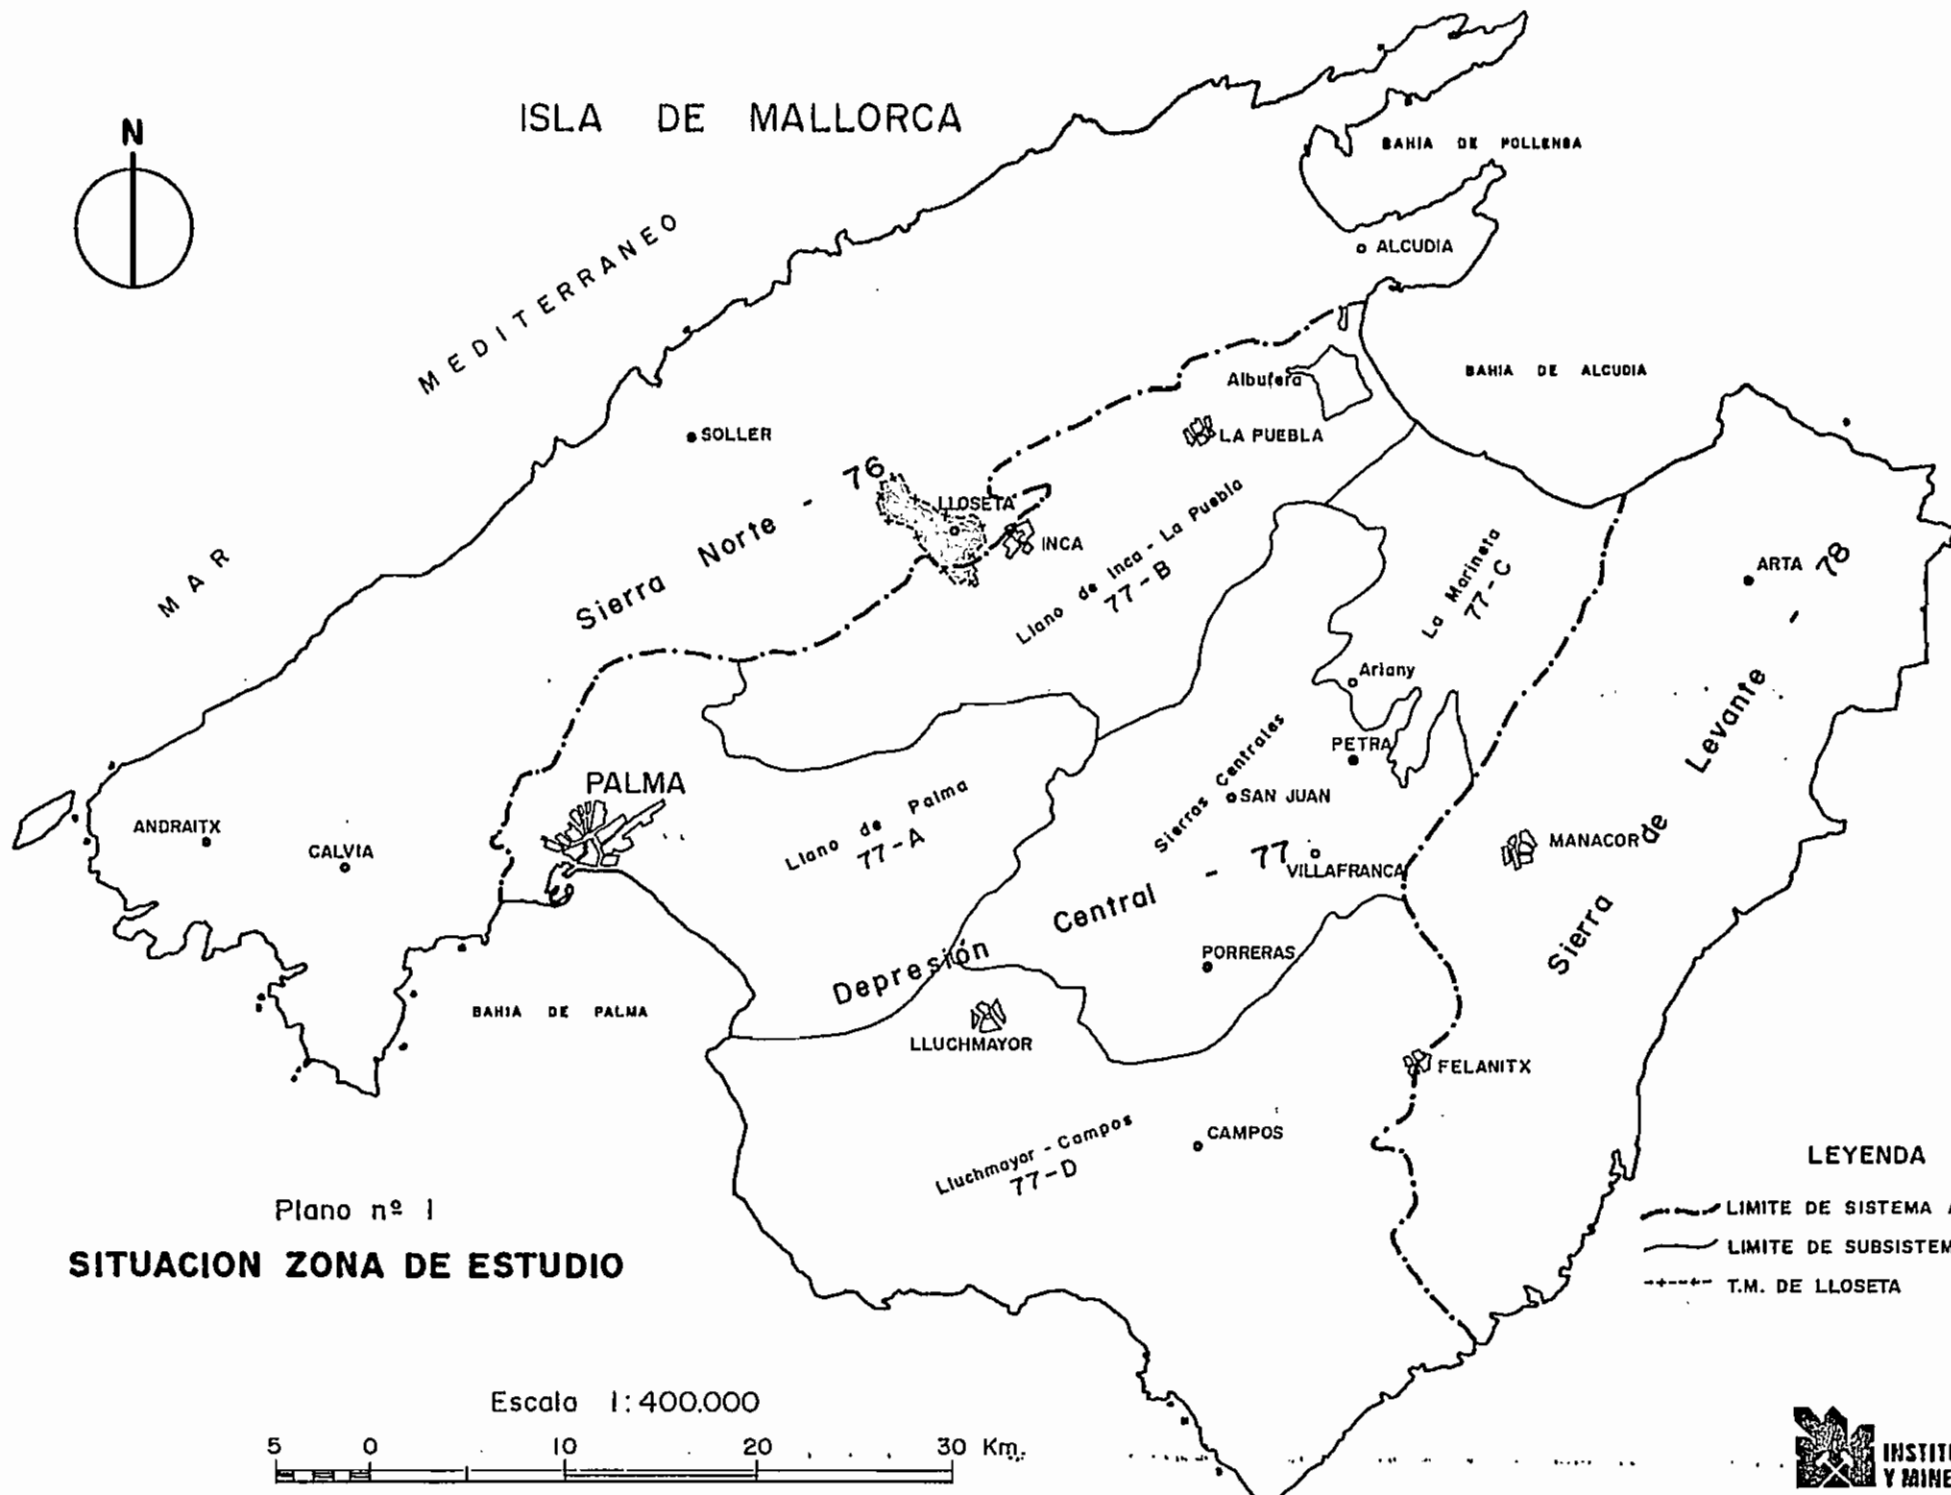 ISLA DE MALLORCA
N
BAHIA DE POLLENSA
ALCUDIA
MAR MEDITERRANEO
BAHIA DE ALCUDIA
Albufera
LA PUEBLA
SOLLER
Sierra Norte - 76
LLOSETA
INCA
Llano de Inca - La Puebla
77-B
La Marineta
77-C
ARTA
Sierra de Levante - 78
Ariany
PETRA
Sierras Centrales
SAN JUAN
PALMA
Llano de Palma
77-A
ANDRAITX
CALVIA
MANACOR
VILLAFRANCA
Depresión Central - 77
PORRERAS
BAHIA DE PALMA
LLUCHMAYOR
FELANITX
CAMPOS
Lluchmayor - Campos
77-D
Plano nº 1
SITUACION ZONA DE ESTUDIO
LEYENDA
LIMITE DE SISTEMA
LIMITE DE SUBSISTEM
T.M. DE LLOSETA
Escala 1:400.000
5 0 10 20 30 Km.
INSTIT
Y MINE